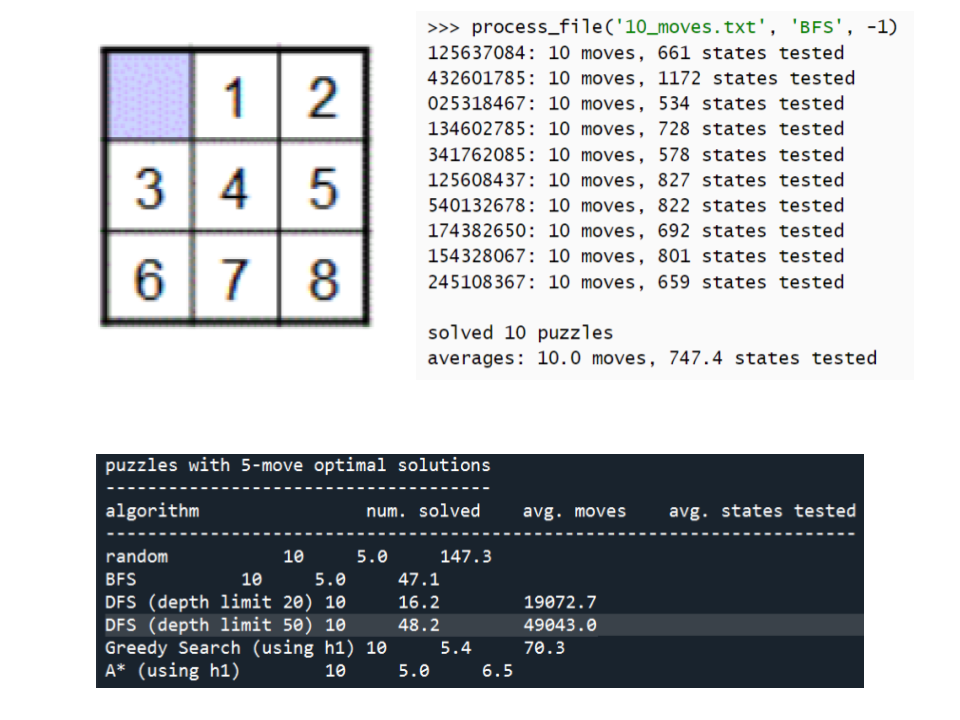 1 2
3 4 5
6 7 8
>>> process_file('10_moves.txt', 'BFS', -1)
125637084: 10 moves, 661 states tested
432601785: 10 moves, 1172 states tested
025318467: 10 moves, 534 states tested
134602785: 10 moves, 728 states tested
341762085: 10 moves, 578 states tested
125608437: 10 moves, 827 states tested
540132678: 10 moves, 822 states tested
174382650: 10 moves, 692 states tested
154328067: 10 moves, 801 states tested
245108367: 10 moves, 659 states tested
solved 10 puzzles
averages: 10.0 moves, 747.4 states tested
puzzles with 5-move optimal solutions
-------------------------------------
algorithm num. solved avg. moves avg. states tested
------------------------------------------------------------------------
random 10 5.0 147.3
BFS 10 5.0 47.1
DFS (depth limit 20) 10 16.2 19072.7
DFS (depth limit 50) 10 48.2 49043.0
Greedy Search (using h1) 10 5.4 70.3
A* (using h1) 10 5.0 6.5